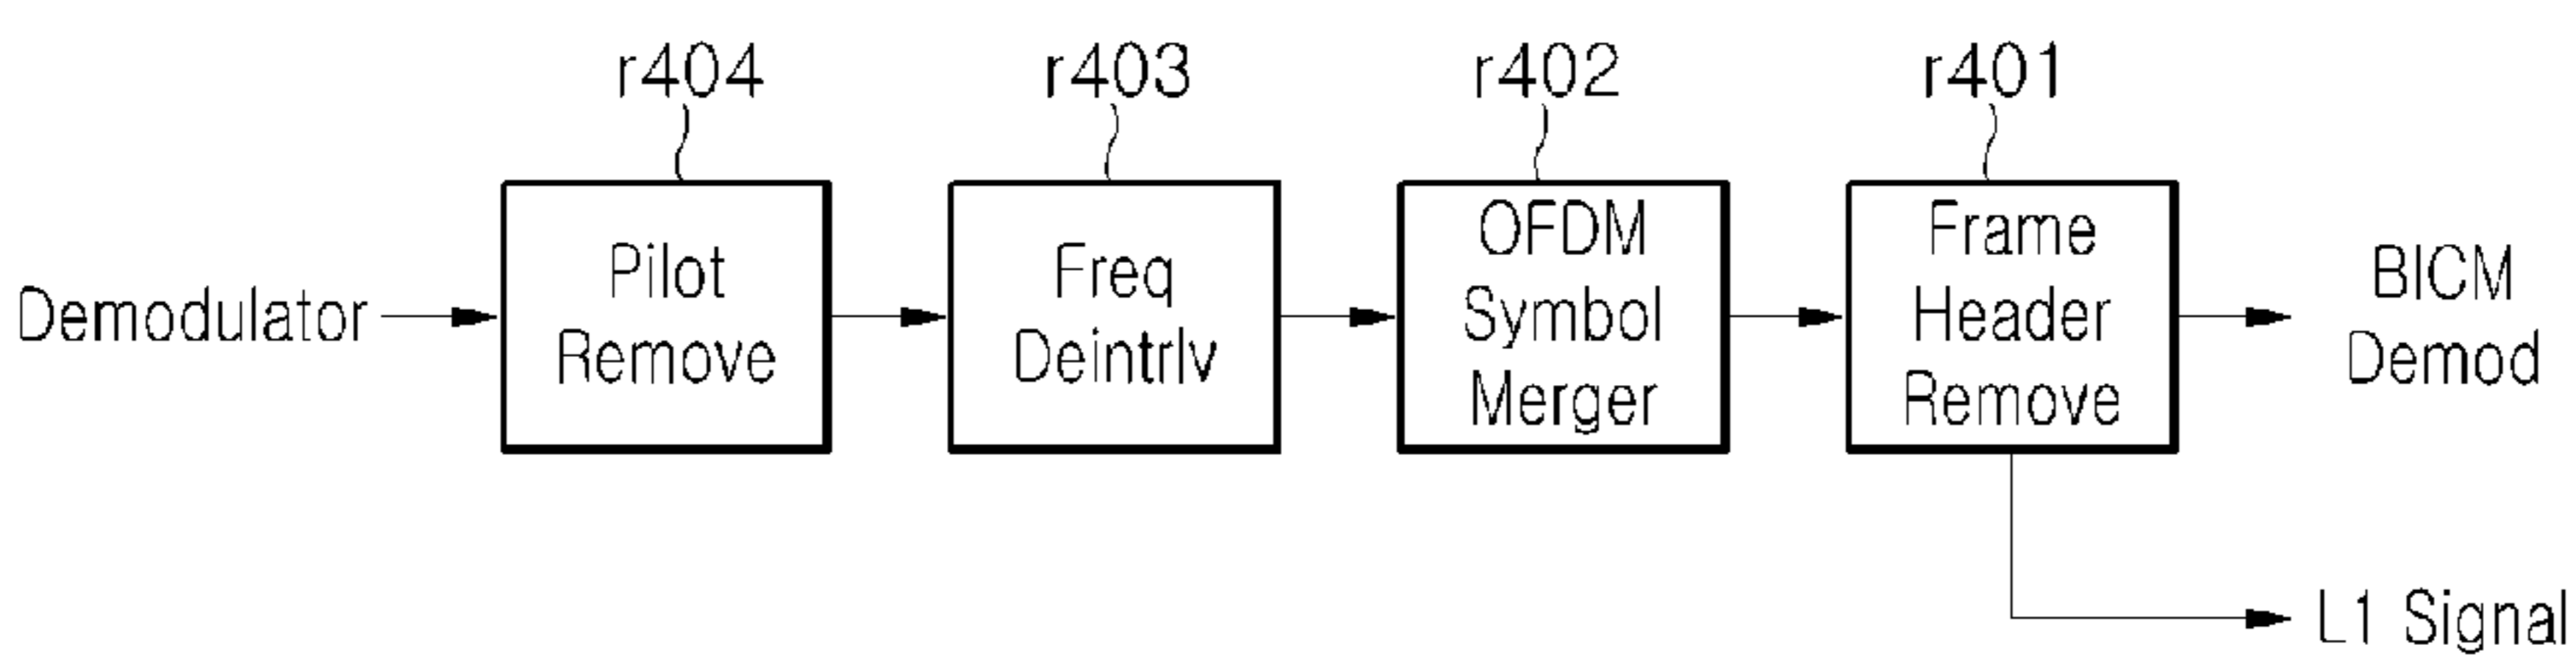 r404
r403
r402
r401
Demodulator
Pilot
Remove
Freq
Deintrlv
OFDM
Symbol
Merger
Frame
Header
Remove
BICM
Demod
L1 Signal